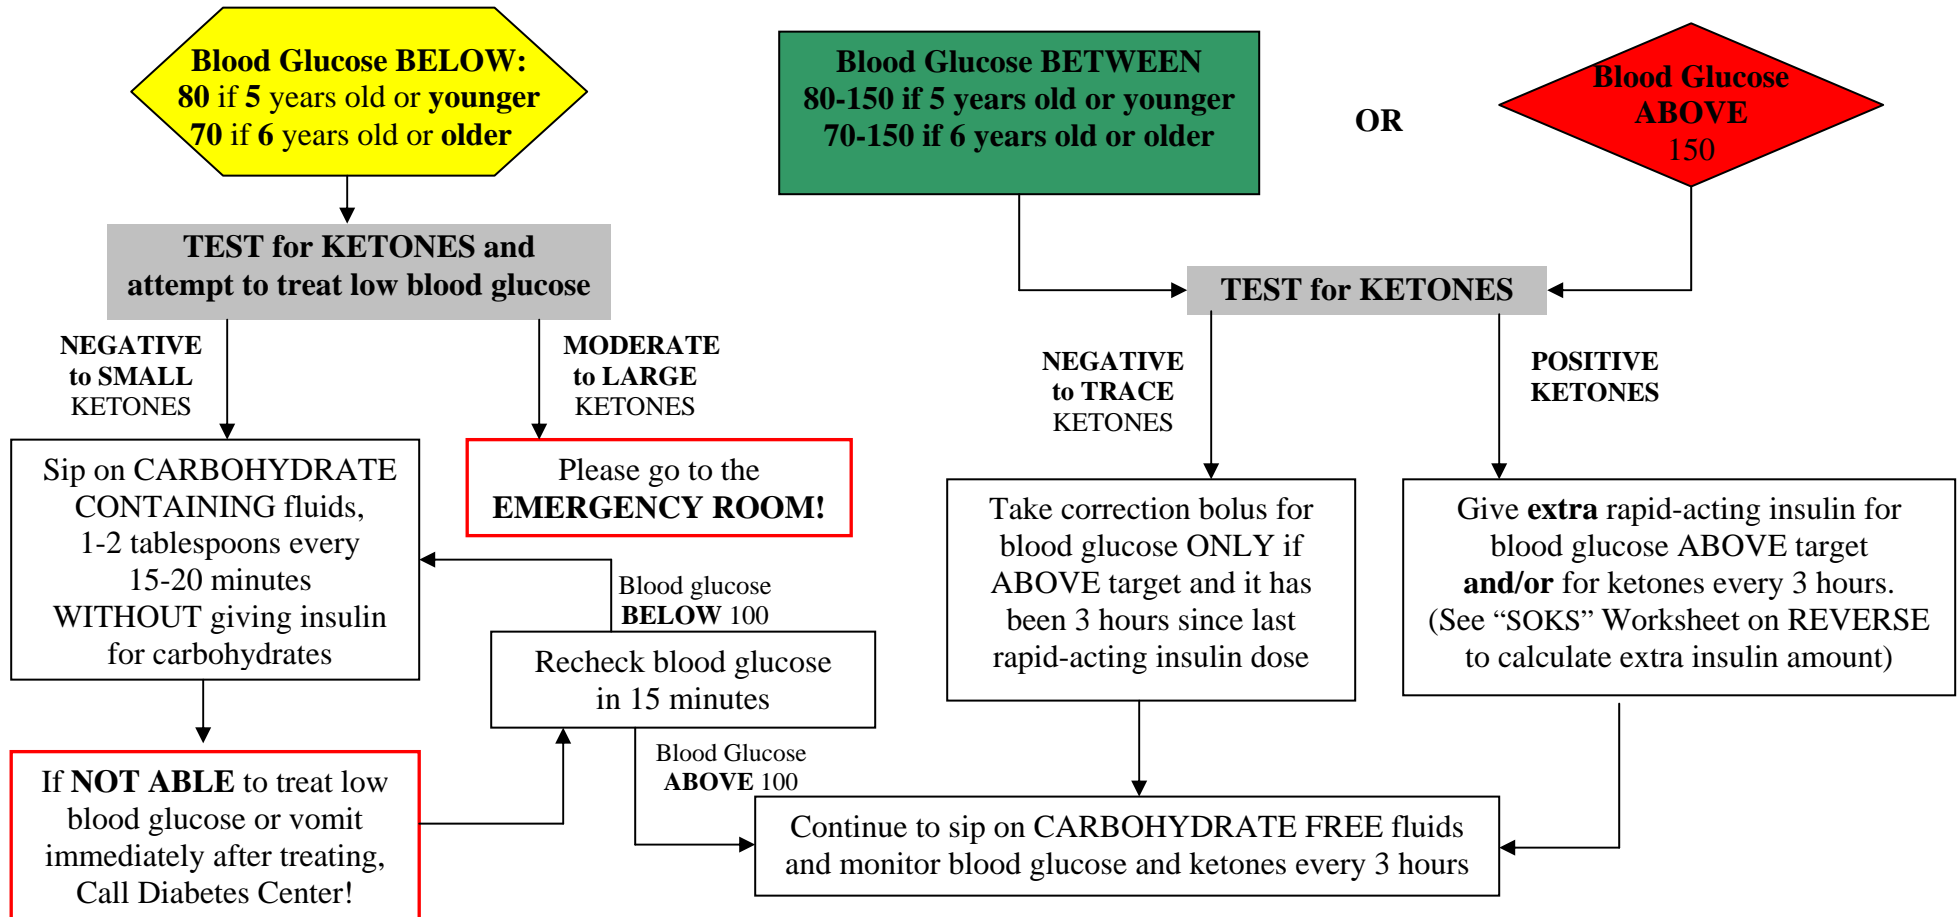 Blood Glucose BELOW:
80 if 5 years old or younger
70 if 6 years old or older
Blood Glucose BETWEEN
80-150 if 5 years old or younger
70-150 if 6 years old or older
OR
Blood Glucose
ABOVE
150
TEST for KETONES and
attempt to treat low blood glucose
TEST for KETONES
NEGATIVE
to SMALL
KETONES
MODERATE
to LARGE
KETONES
NEGATIVE
to TRACE
KETONES
POSITIVE
KETONES
Sip on CARBOHYDRATE
CONTAINING fluids,
1-2 tablespoons every
15-20 minutes
WITHOUT giving insulin
for carbohydrates
Please go to the
EMERGENCY ROOM!
Take correction bolus for
blood glucose ONLY if
ABOVE target and it has
been 3 hours since last
rapid-acting insulin dose
Give extra rapid-acting insulin for
blood glucose ABOVE target
and/or for ketones every 3 hours.
(See “SOKS” Worksheet on REVERSE
to calculate extra insulin amount)
Blood glucose
BELOW 100
Recheck blood glucose
in 15 minutes
Blood Glucose
ABOVE 100
If NOT ABLE to treat low
blood glucose or vomit
immediately after treating,
Call Diabetes Center!
Continue to sip on CARBOHYDRATE FREE fluids
and monitor blood glucose and ketones every 3 hours